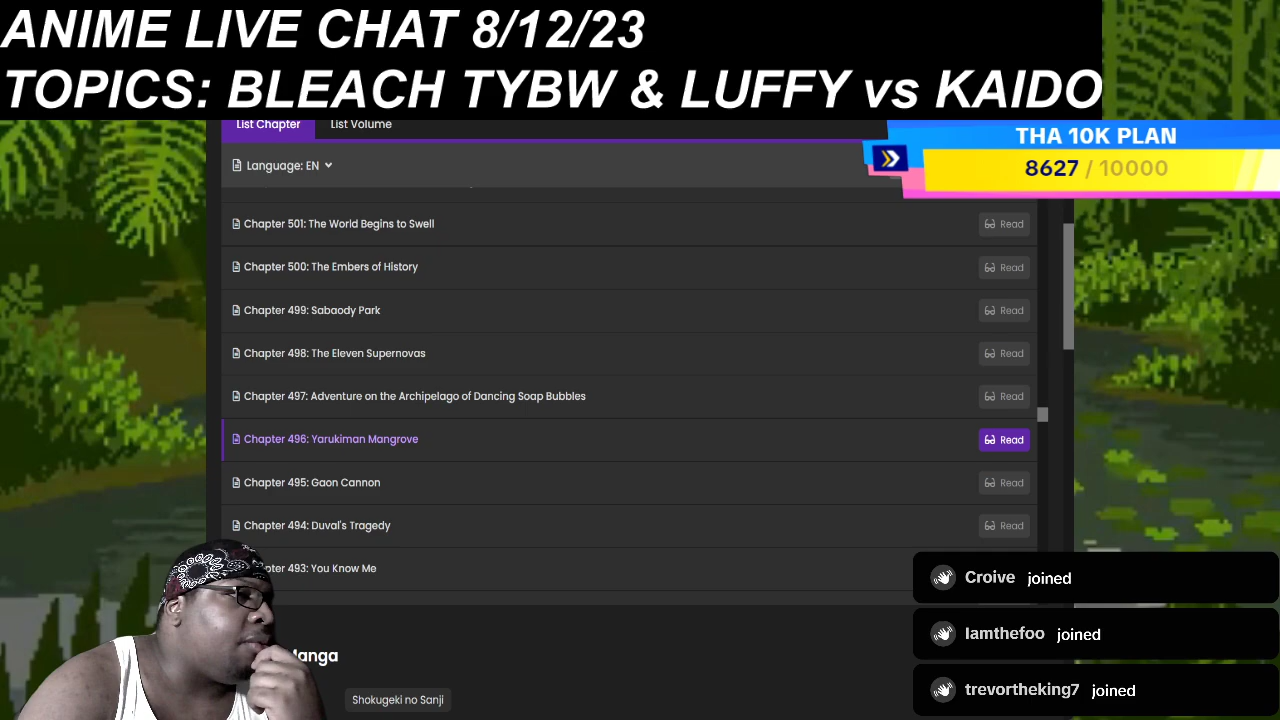 ANIME LIVE CHAT 8/12/23
TOPICS: BLEACH TYBW & LUFFY vs KAIDO
List Chapter List Volume
THA 10K PLAN
8627 / 10000
Language: EN
Chapter 501: The World Begins to Swell Read
Chapter 500: The Embers of History Read
Chapter 499: Sabaody Park Read
Chapter 498: The Eleven Supernovas Read
Chapter 497: Adventure on the Archipelago of Dancing Soap Bubbles Read
Chapter 496: Yarukiman Mangrove Read
Chapter 495: Gaon Cannon Read
Chapter 494: Duval's Tragedy Read
pter 493: You Know Me
Croive joined
Iamthefoo joined
Manga
trevortheking7 joined
Shokugeki no Sanji